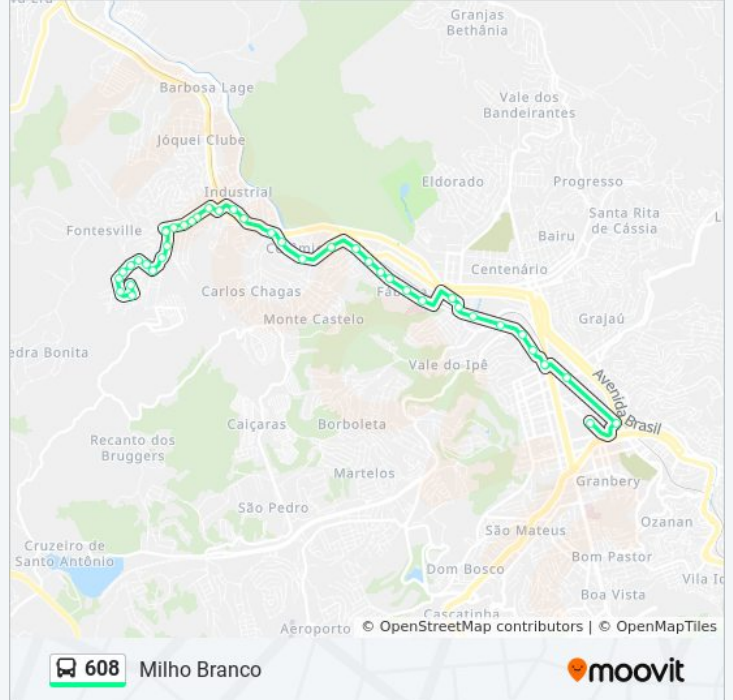 Granjas
Bethânia
Barbosa Lage
Vale dos
Bandeirantes
Jóquei Clube
Eldorado
Progresso
Industrial
Santa Rita
de Cássia
Fontesville
Bairu
Centenário
Carlos Chagas
Monte Castelo
Grajaú
Vale do Ipê
Avenida Brasil
Caiçaras
Borboleta
Recanto dos
Bruggers
Martelos
Granbery
São Pedro
Ozanan
São Mateus
Cruzeiro de
Santo Antônio
Bom Pastor
Dom Bosco
Boa Vista
Cascatinha
Aeroporto
© OpenStreetMap contributors | © OpenMapTiles
608 Milho Branco
moovit